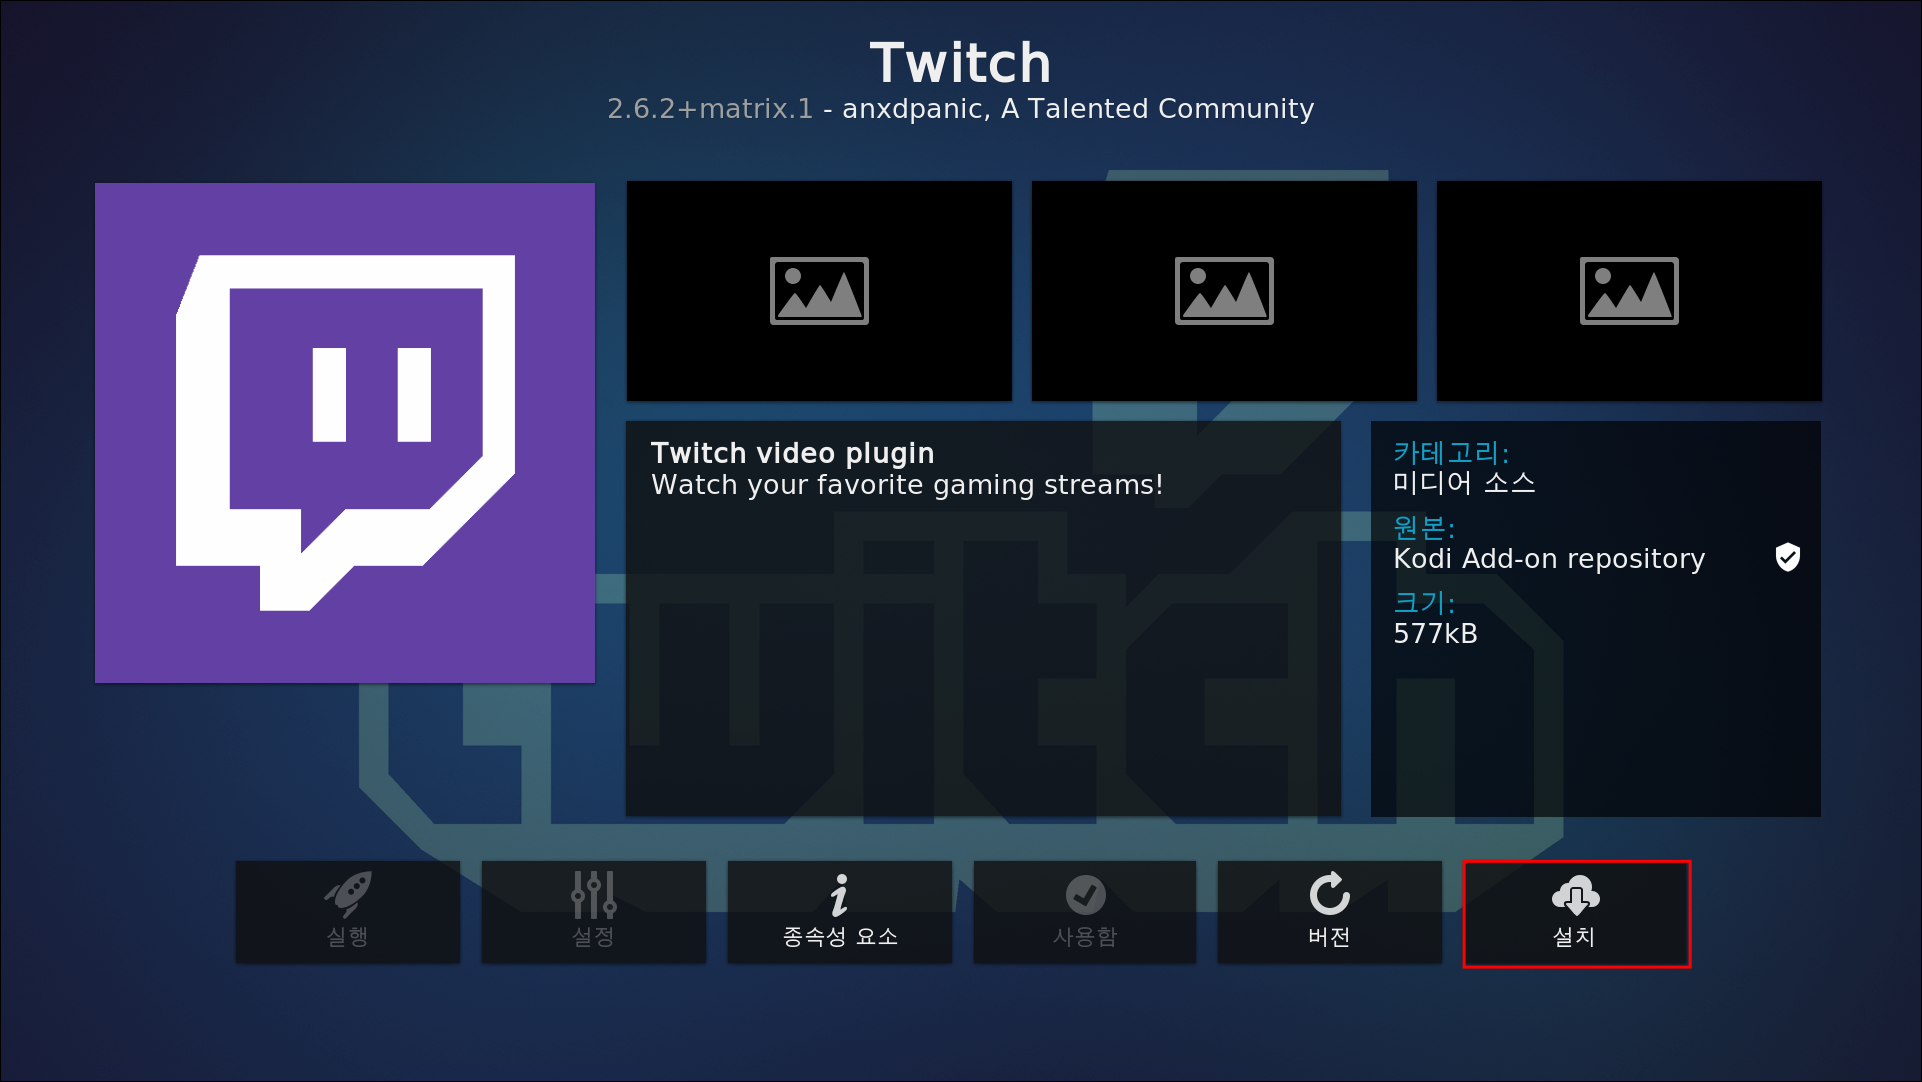 Twitch
2.6.2+matrix.1 - anxdpanic, A Talented Community
Twitch video plugin
Watch your favorite gaming streams!
카테고리:
미디어 소스
원본:
Kodi Add-on repository
크기:
577kB
실행
설정
종속성 요소
사용함
버전
설치